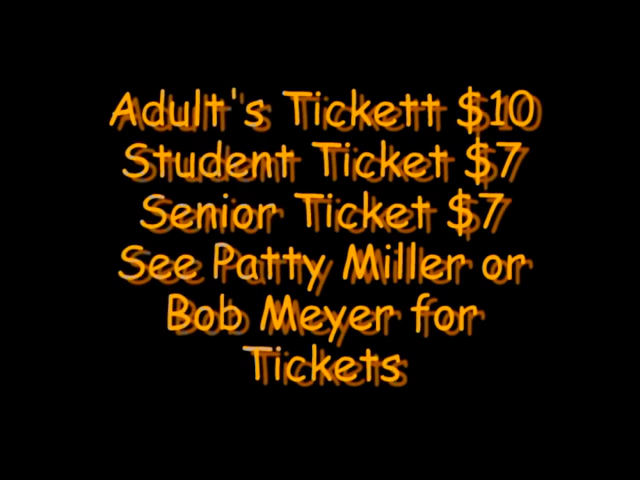 Adult's Tickett $10
Student Ticket $7
Senior Ticket $7
See Patty Miller or
Bob Meyer for
Tickets